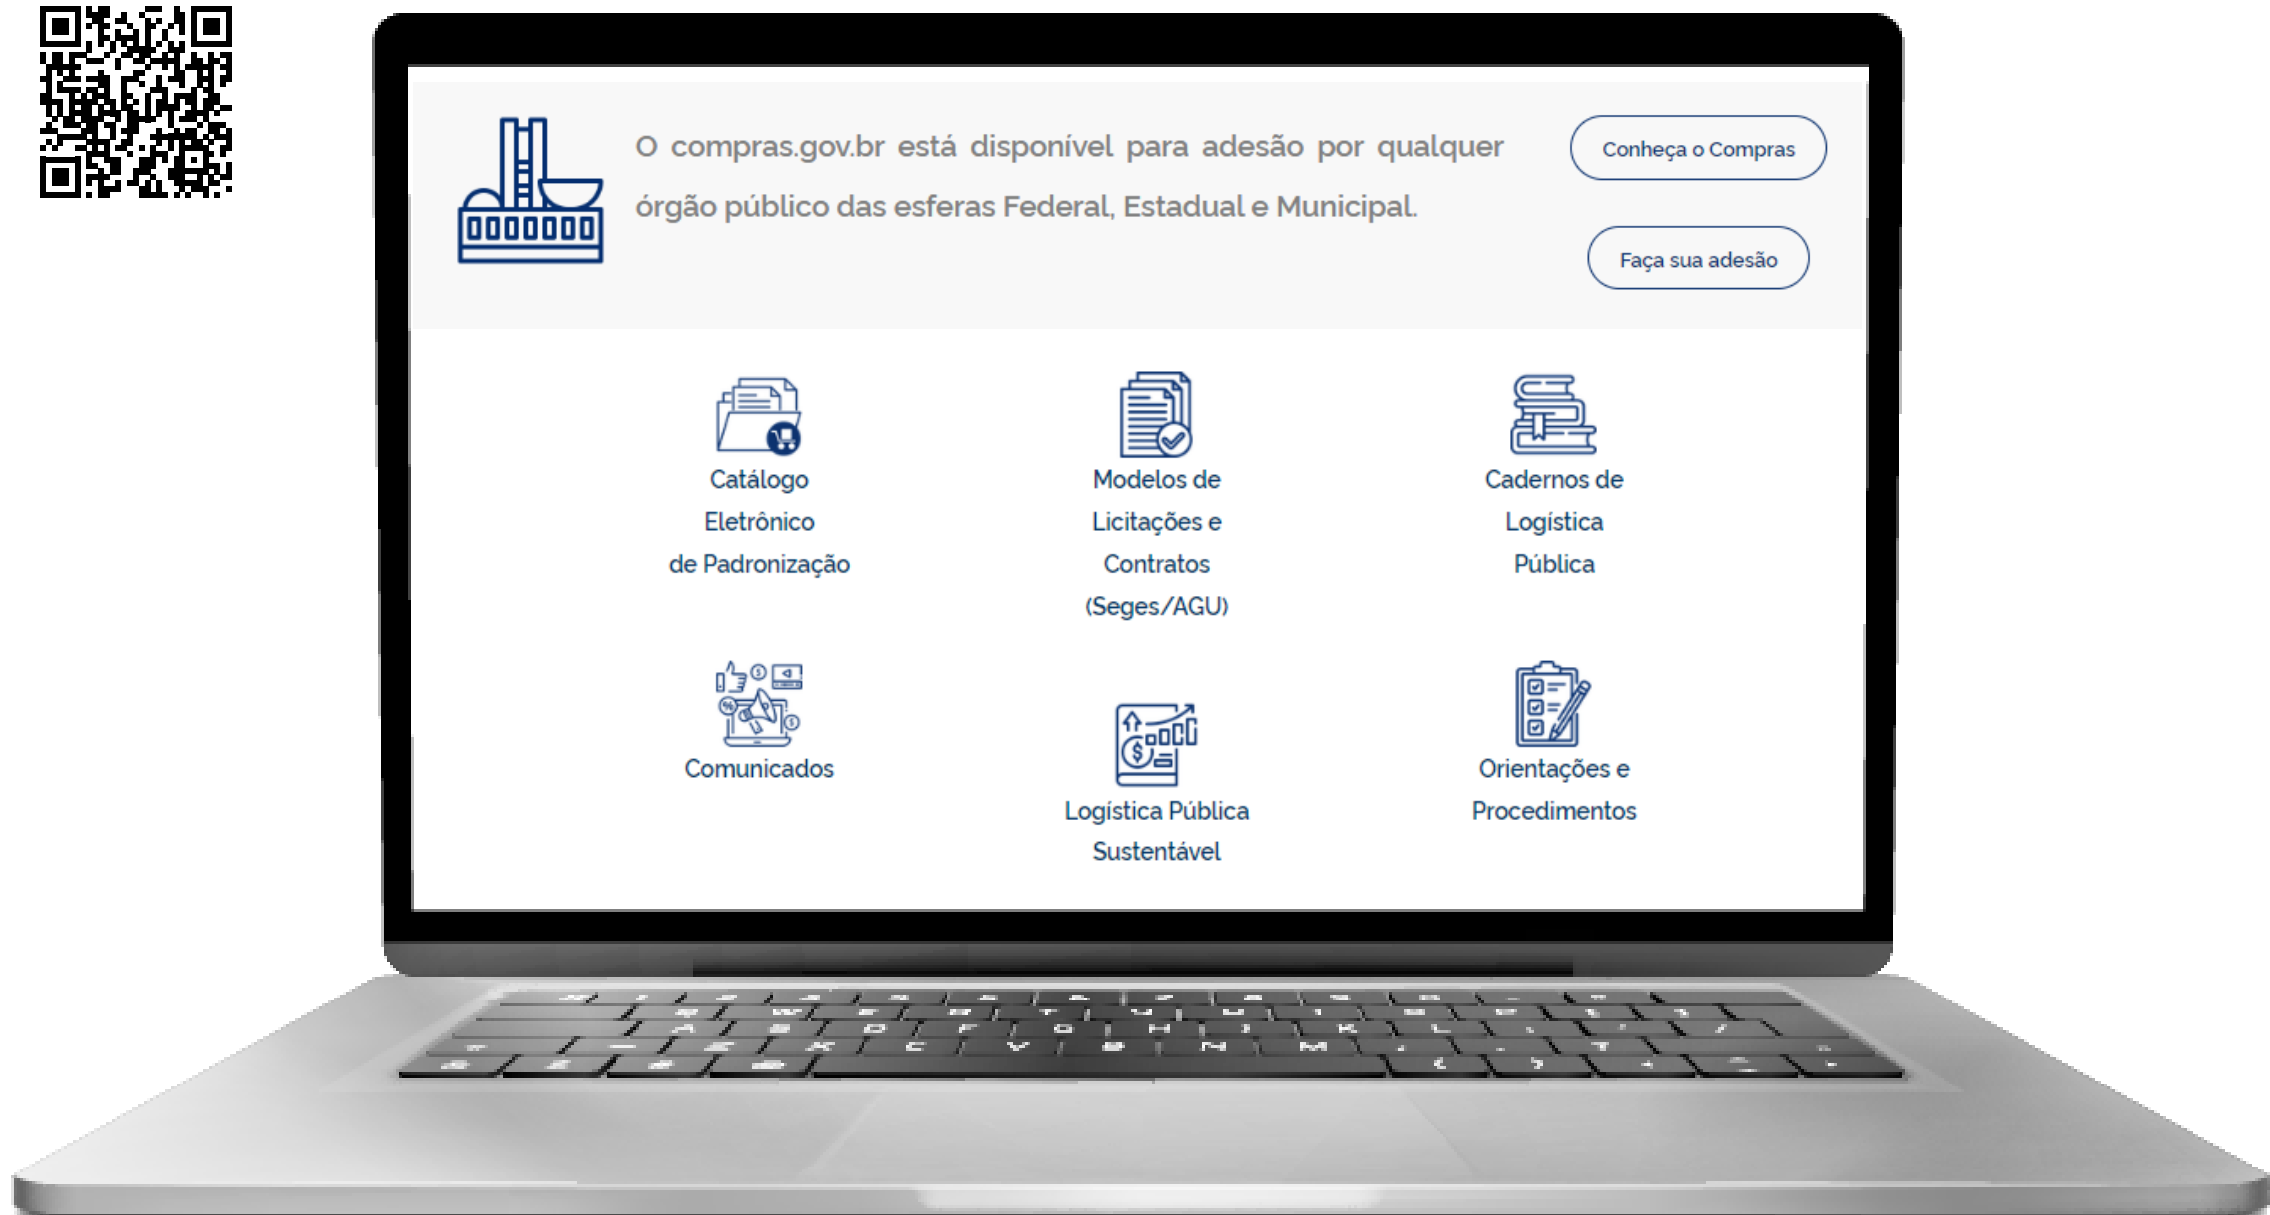 O compras.gov.br está disponível para adesão por qualquer
órgão público das esferas Federal, Estadual e Municipal.
Conheça o Compras
Faça sua adesão
Catálogo
Eletrônico
de Padronização
Modelos de
Licitações e
Contratos
(Seges/AGU)
Cadernos de
Logística
Pública
Comunicados
Logística Pública
Sustentável
Orientações e
Procedimentos